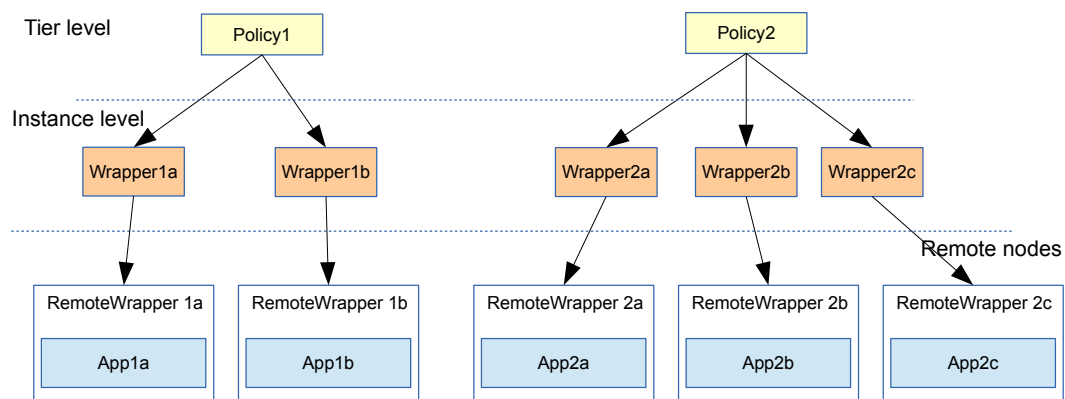 Tier level
Policy1
Policy2
Instance level
Wrapper1a
Wrapper1b
Wrapper2a
Wrapper2b
Wrapper2c
Remote nodes
RemoteWrapper 1a
RemoteWrapper 1b
RemoteWrapper 2a
RemoteWrapper 2b
RemoteWrapper 2c
App1a
App1b
App2a
App2b
App2c